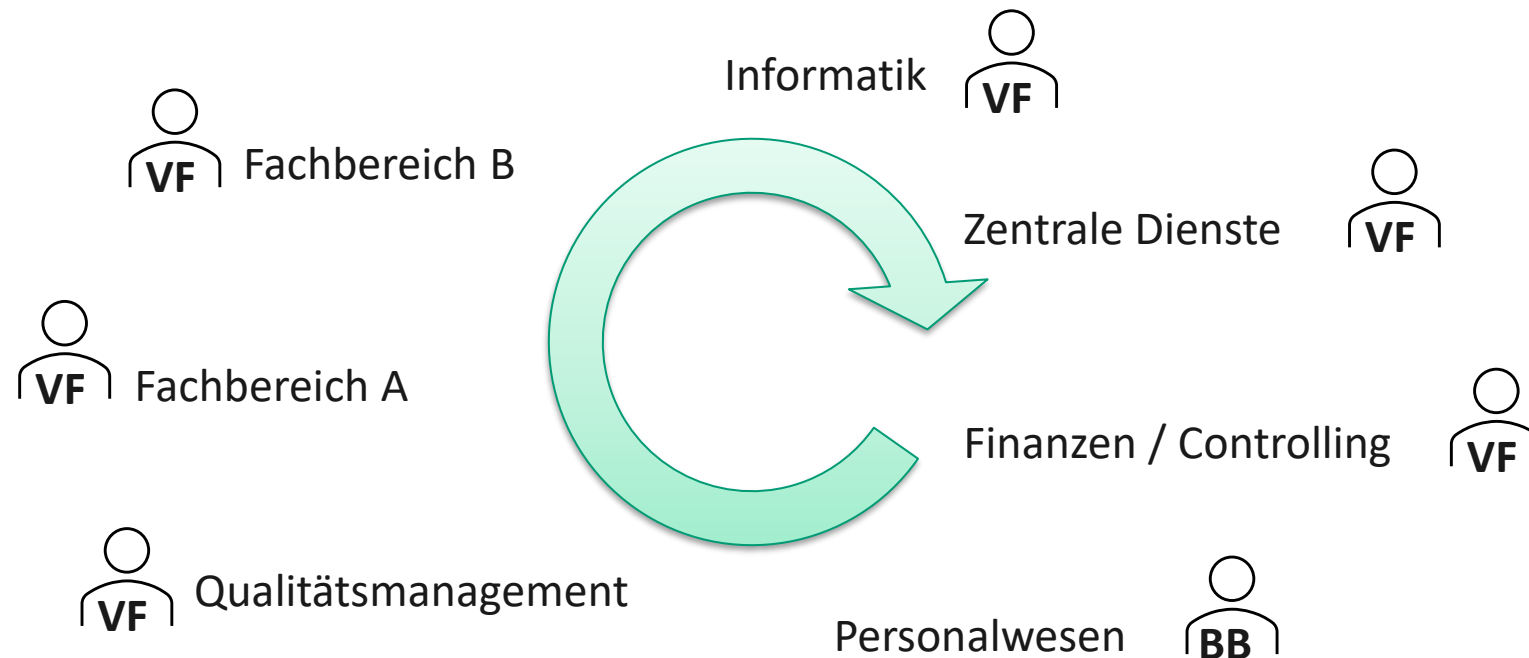 Informatik VF
VF Fachbereich B
Zentrale Dienste VF
VF Fachbereich A
Finanzen / Controlling VF
VF Qualitätsmanagement
Personalwesen BB